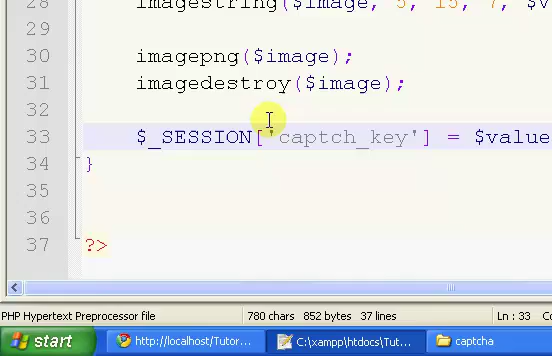 28 imagestring($image, 5, 15, 7, $v
29
30 imagepng($image);
31 imagedestroy($image);
32
33 $_SESSION['captch_key'] = $value
34 }
35
36
37 ?>
PHP Hypertext Preprocessor file 780 chars 852 bytes 37 lines Ln : 33
start http://localhost/Tutor... C:\xampp\htdocs\Tut... captcha